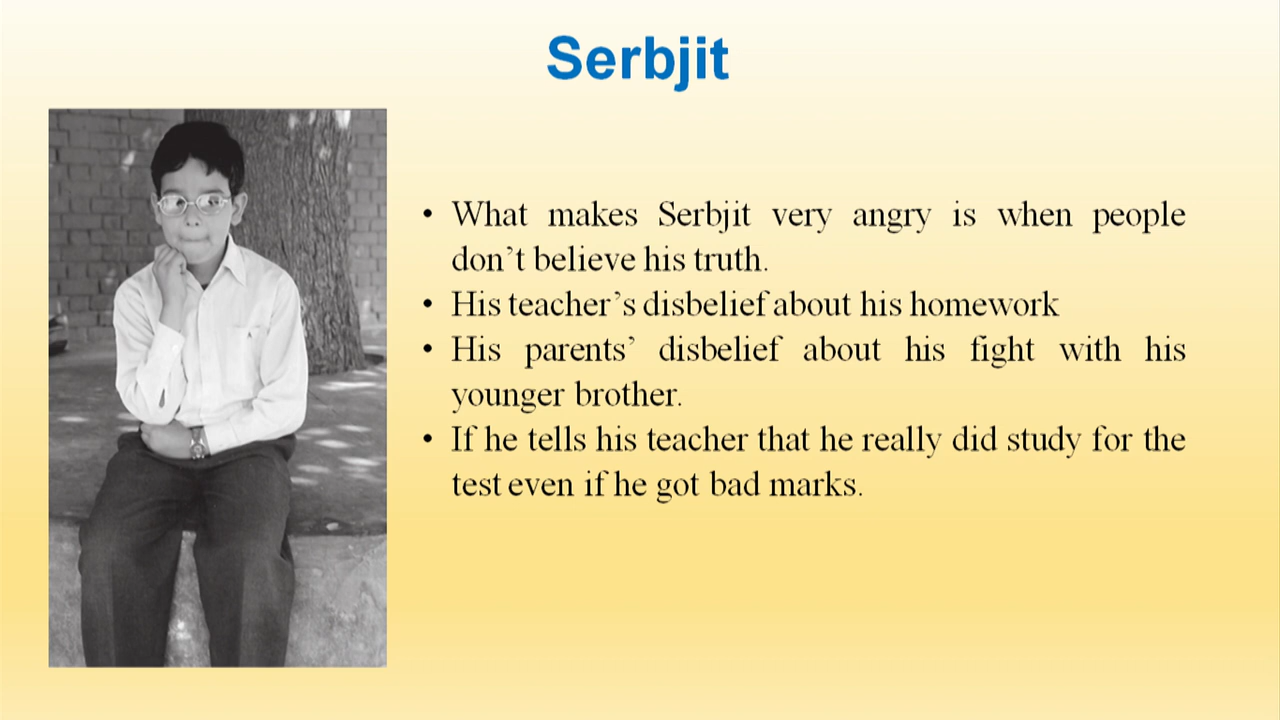 Serbjit
• What makes Serbjit very angry is when people
don’t believe his truth.
• His teacher’s disbelief about his homework
• His parents’ disbelief about his fight with his
younger brother.
• If he tells his teacher that he really did study for the
test even if he got bad marks.